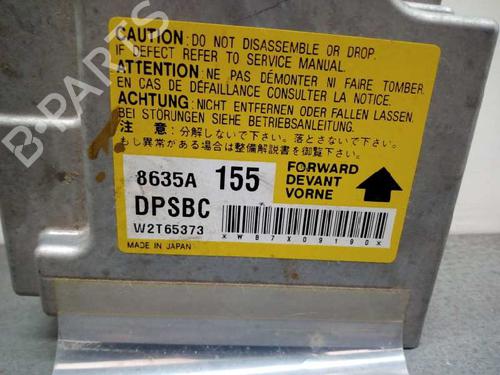 CAUTION: DO NOT DISASSEMBLE OR DROP.
IF DEFECT REFER TO SERVICE MANUAL.
ATTENTION: NE PAS DÉMONTER NI FAIRE TOMBER.
EN CAS DE DÉFAILLANCE CONSULTER LA NOTICE.
ACHTUNG: NICHT ENTFERNEN ODER FALLEN LASSEN.
BEI STÖRUNGEN SIEHE BETRIEBSANLEITUNG.
注意:分解しないで下さい。落とさないで下さい。
もし異常がある場合は整備解説書を御覧下さい。
8635A 155
FORWARD
DEVANT
VORNE
DPSBC
W2T65373
*WB7X09190*
MADE IN JAPAN
B-PARTS